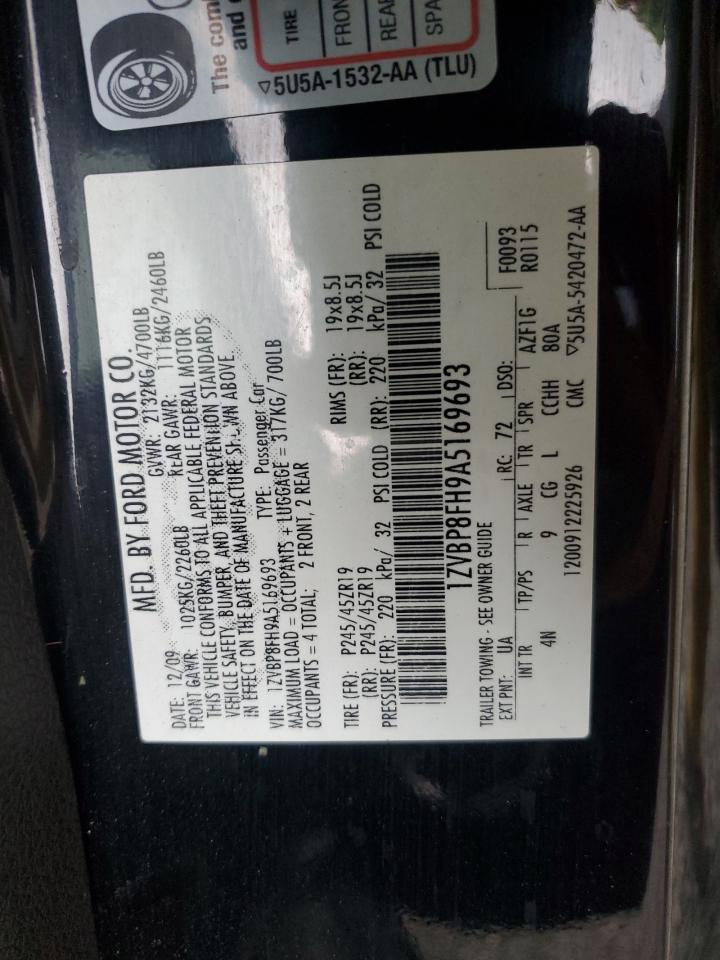 The com
and
TIRE
FRON
REAR
SPA
5U5A-1532-AA (TLU)
MFD. BY FORD MOTOR CO.
DATE: 12/09 GVWR: 2132KG/4700LB
FRONT GAWR: 1025KG/2260LB REAR GAWR: 1116KG/2460LB
THIS VEHICLE CONFORMS TO ALL APPLICABLE FEDERAL MOTOR
VEHICLE SAFETY, BUMPER, AND THEFT PREVENTION STANDARDS
IN EFFECT ON THE DATE OF MANUFACTURE SHOWN ABOVE
VIN: 1ZVBP8FH9A5169693 TYPE: Passenger Car
MAXIMUM LOAD = OCCUPANTS + LUGGAGE = 317KG/ 700LB
OCCUPANTS = 4 TOTAL; 2 FRONT, 2 REAR
TIRE (FR): P245/45ZR19 RIMS (FR): 19x8.5J
(RR): P245/45ZR19 (RR): 19x8.5J
PRESSURE (FR): 220 kPa/ 32 PSI COLD (RR): 220 kPa/ 32 PSI COLD
1ZVBP8FH9A5169693
TRAILER TOWING - SEE OWNER GUIDE F0093
EXT PNT: UA RC: 72 DSO: R0115
INT TR TP/PS R AXLE TR SPR AZF1G
4N 9 CG L CCHH 80A
1200912225926 CMC ▽5U5A-5420472-AA